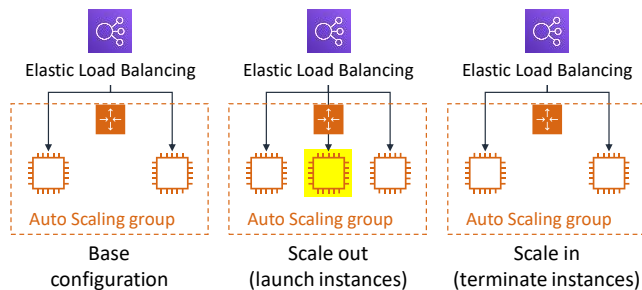 Elastic Load Balancing
Auto Scaling group
Base
configuration
Elastic Load Balancing
Auto Scaling group
Scale out
(launch instances)
Elastic Load Balancing
Auto Scaling group
Scale in
(terminate instances)